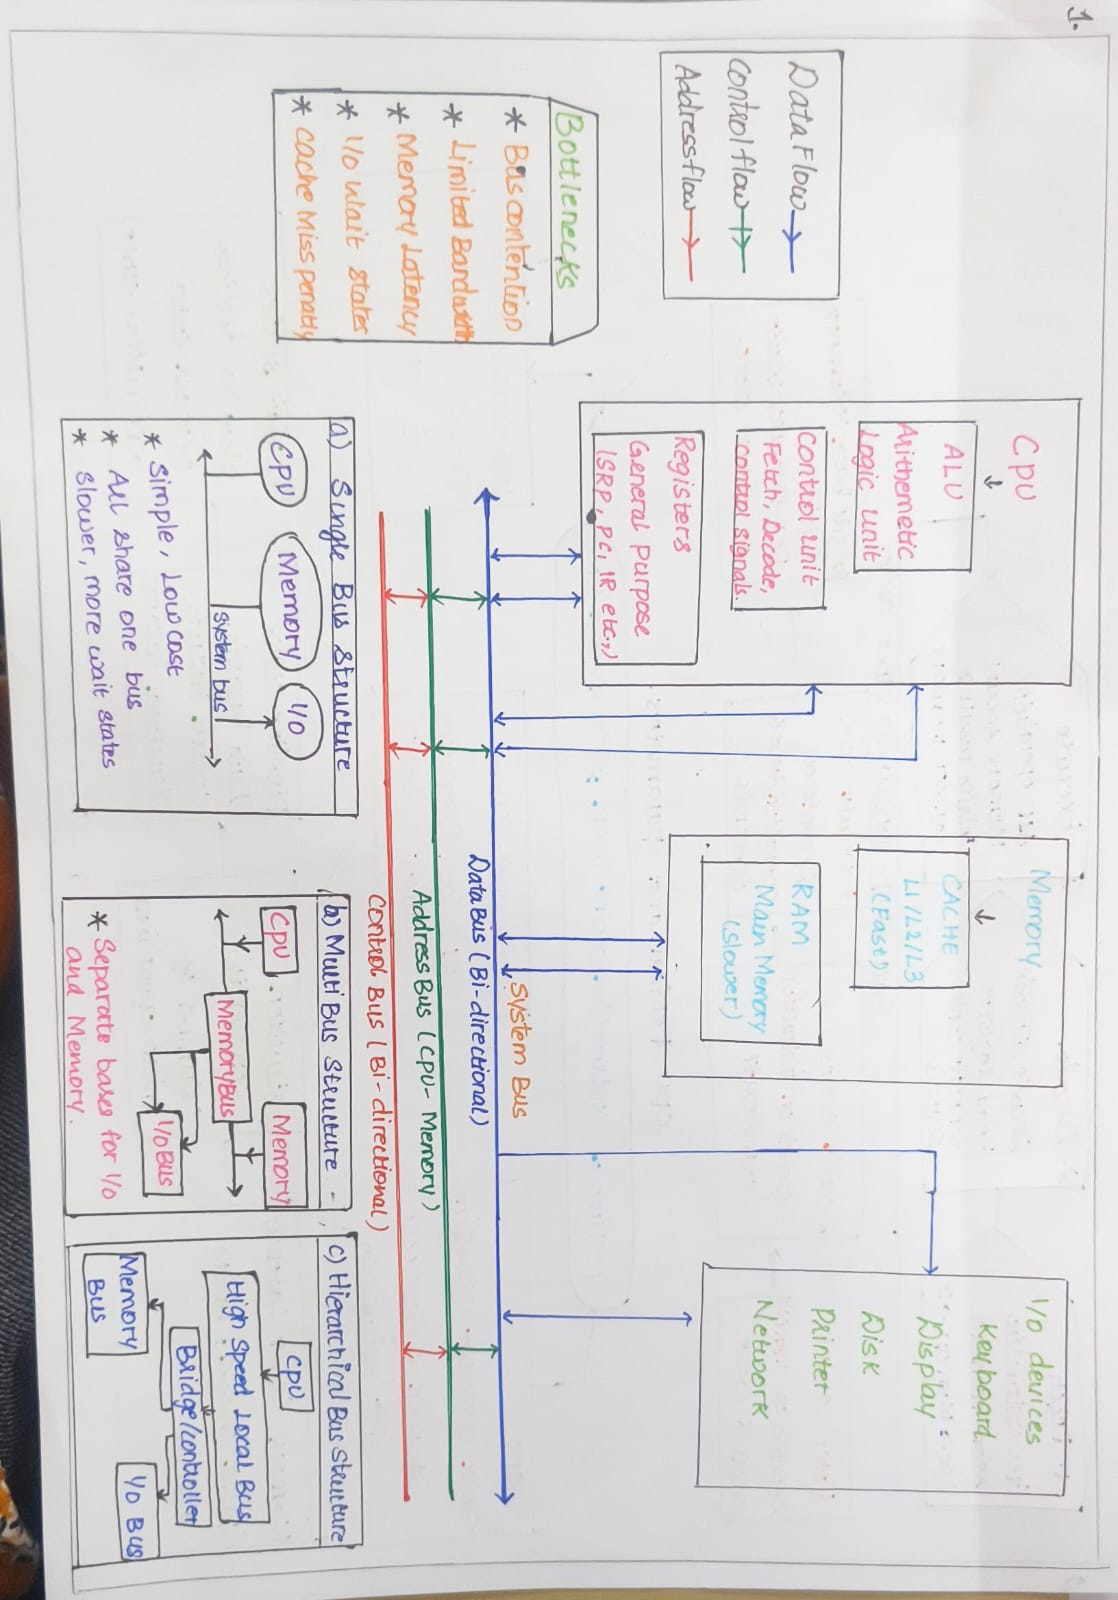 1.
Data Flow
Control flow
Address flow
Bottlenecks
* Bus contention
* Limited Bandwith
* Memory Latency
* I/O wait states
* cache Miss penalty
CPU
ALU
Arithemetic
Logic unit
Control unit
Fetch, Decode,
control signals.
Registers
General Purpose
(SRP, PC, IR etc.,)
Memory
CACHE
L1/L2/L3
(Fast)
RAM
Main Memory
(slower)
I/O devices
Keyboard
Display
Disk
Printer
Network
System Bus
Data Bus (Bi-directional)
Address Bus (CPU-Memory)
Control Bus (Bi-directional)
a) Single Bus Structure
CPU
Memory
I/O
System bus
* Simple, Low cost
* All share one bus
* Slower, more wait states
b) Multi Bus Structure -
CPU
Memory
Memory Bus
I/O BUS
* Separate bases for I/O
and Memory.
c) Hierarchical Bus Structure
CPU
High Speed Local Bus
Bridge/controller
Memory
Bus
I/O BUS